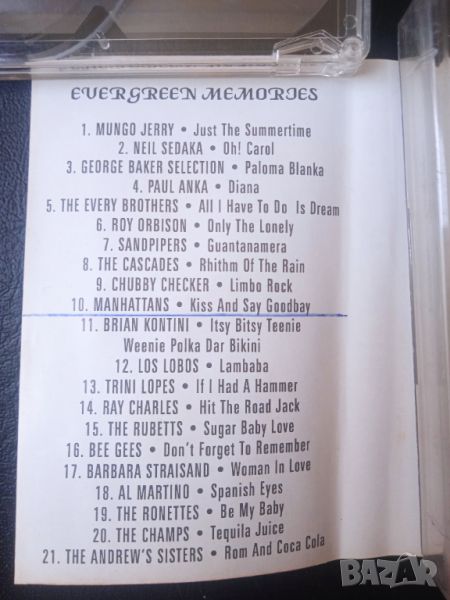 EVERGREEN MEMORIES
1. MUNGO JERRY • Just The Summertime
2. NEIL SEDAKA • Oh! Carol
3. GEORGE BAKER SELECTION • Paloma Blanka
4. PAUL ANKA • Diana
5. THE EVERY BROTHERS • All I Have To Do Is Dream
6. ROY ORBISON • Only The Lonely
7. SANDPIPERS • Guantanamera
8. THE CASCADES • Rhithm Of The Rain
9. CHUBBY CHECKER • Limbo Rock
10. MANHATTANS • Kiss And Say Goodbay
11. BRIAN KONTINI • Itsy Bitsy Teenie
Weenie Polka Dar Bikini
12. LOS LOBOS • Lambaba
13. TRINI LOPES • If I Had A Hammer
14. RAY CHARLES • Hit The Road Jack
15. THE RUBETTS • Sugar Baby Love
16. BEE GEES • Don't Forget To Remember
17. BARBARA STRAISAND • Woman In Love
18. AL MARTINO • Spanish Eyes
19. THE RONETTES • Be My Baby
20. THE CHAMPS • Tequila Juice
21. THE ANDREW'S SISTERS • Rom And Coca Cola
BAZAR